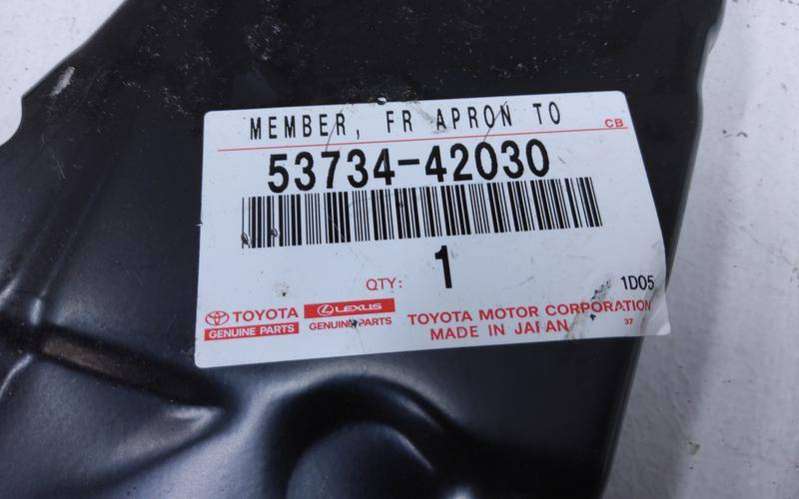 MEMBER, FR APRON TO
CB
53734-42030
QTY: 1
1D05
TOYOTA
GENUINE PARTS
LEXUS
GENUINE PARTS
TOYOTA MOTOR CORPORATION
MADE IN JAPAN
37